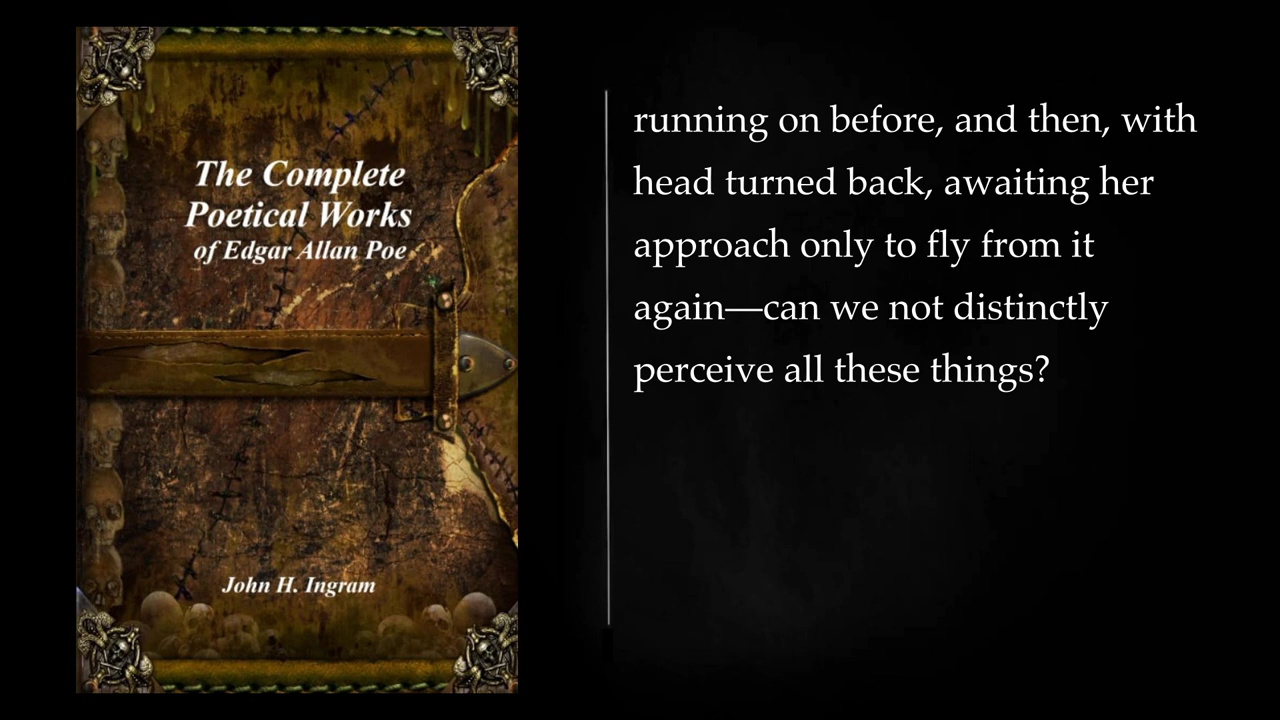 The Complete
Poetical Works
of Edgar Allan Poe
John H. Ingram
running on before, and then, with
head turned back, awaiting her
approach only to fly from it
again—can we not distinctly
perceive all these things?